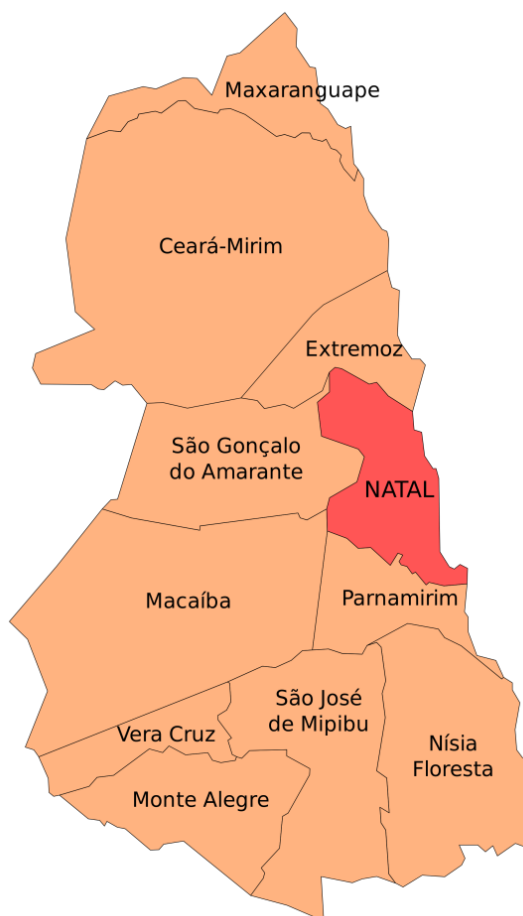 Maxaranguape
Ceará-Mirim
Extremoz
São Gonçalo
do Amarante
NATAL
Macaíba
Parnamirim
São José
de Mipibu
Vera Cruz
Nísia
Floresta
Monte Alegre